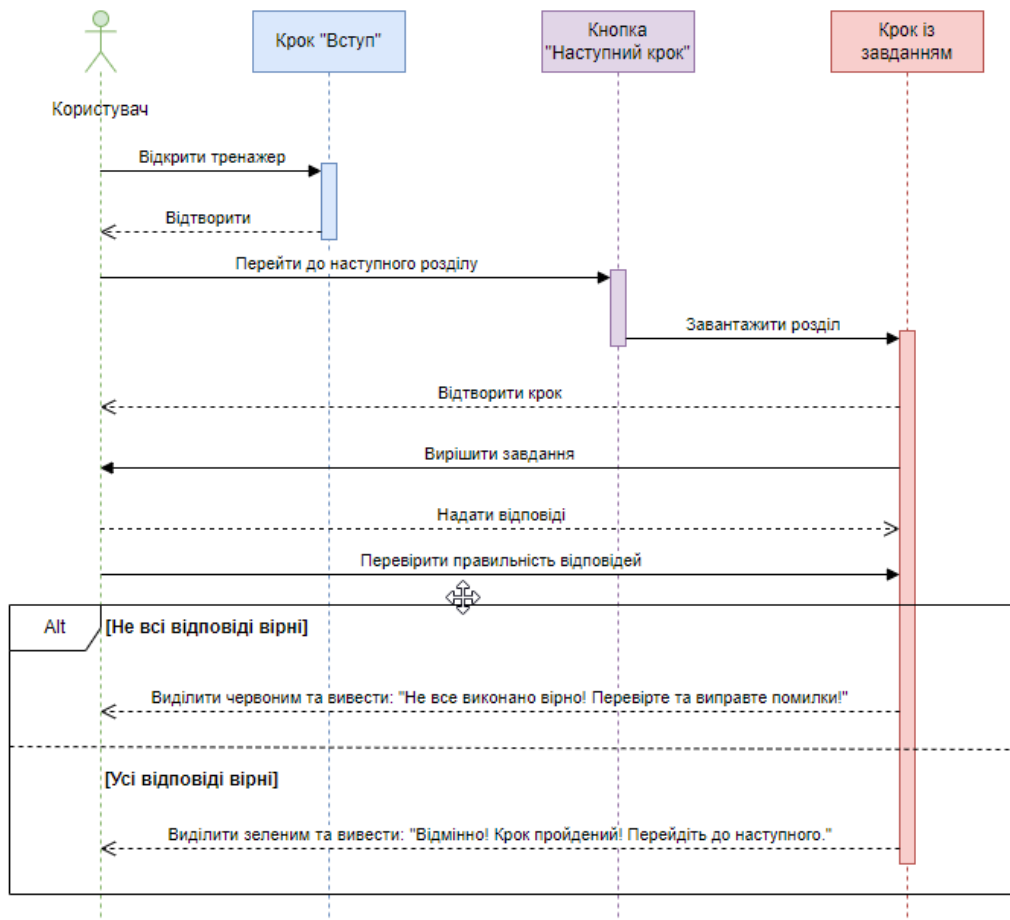 Користувач
Крок "Вступ"
Кнопка
"Наступний крок"
Крок із
завданням
Відкрити тренажер
Відтворити
Перейти до наступного розділу
Завантажити розділ
Відтворити крок
Вирішити завдання
Надати відповіді
Перевірити правильність відповідей
Alt
[Не всі відповіді вірні]
Виділити червоним та вивести: "Не все виконано вірно! Перевірте та виправте помилки!"
[Усі відповіді вірні]
Виділити зеленим та вивести: "Відмінно! Крок пройдений! Перейдіть до наступного."